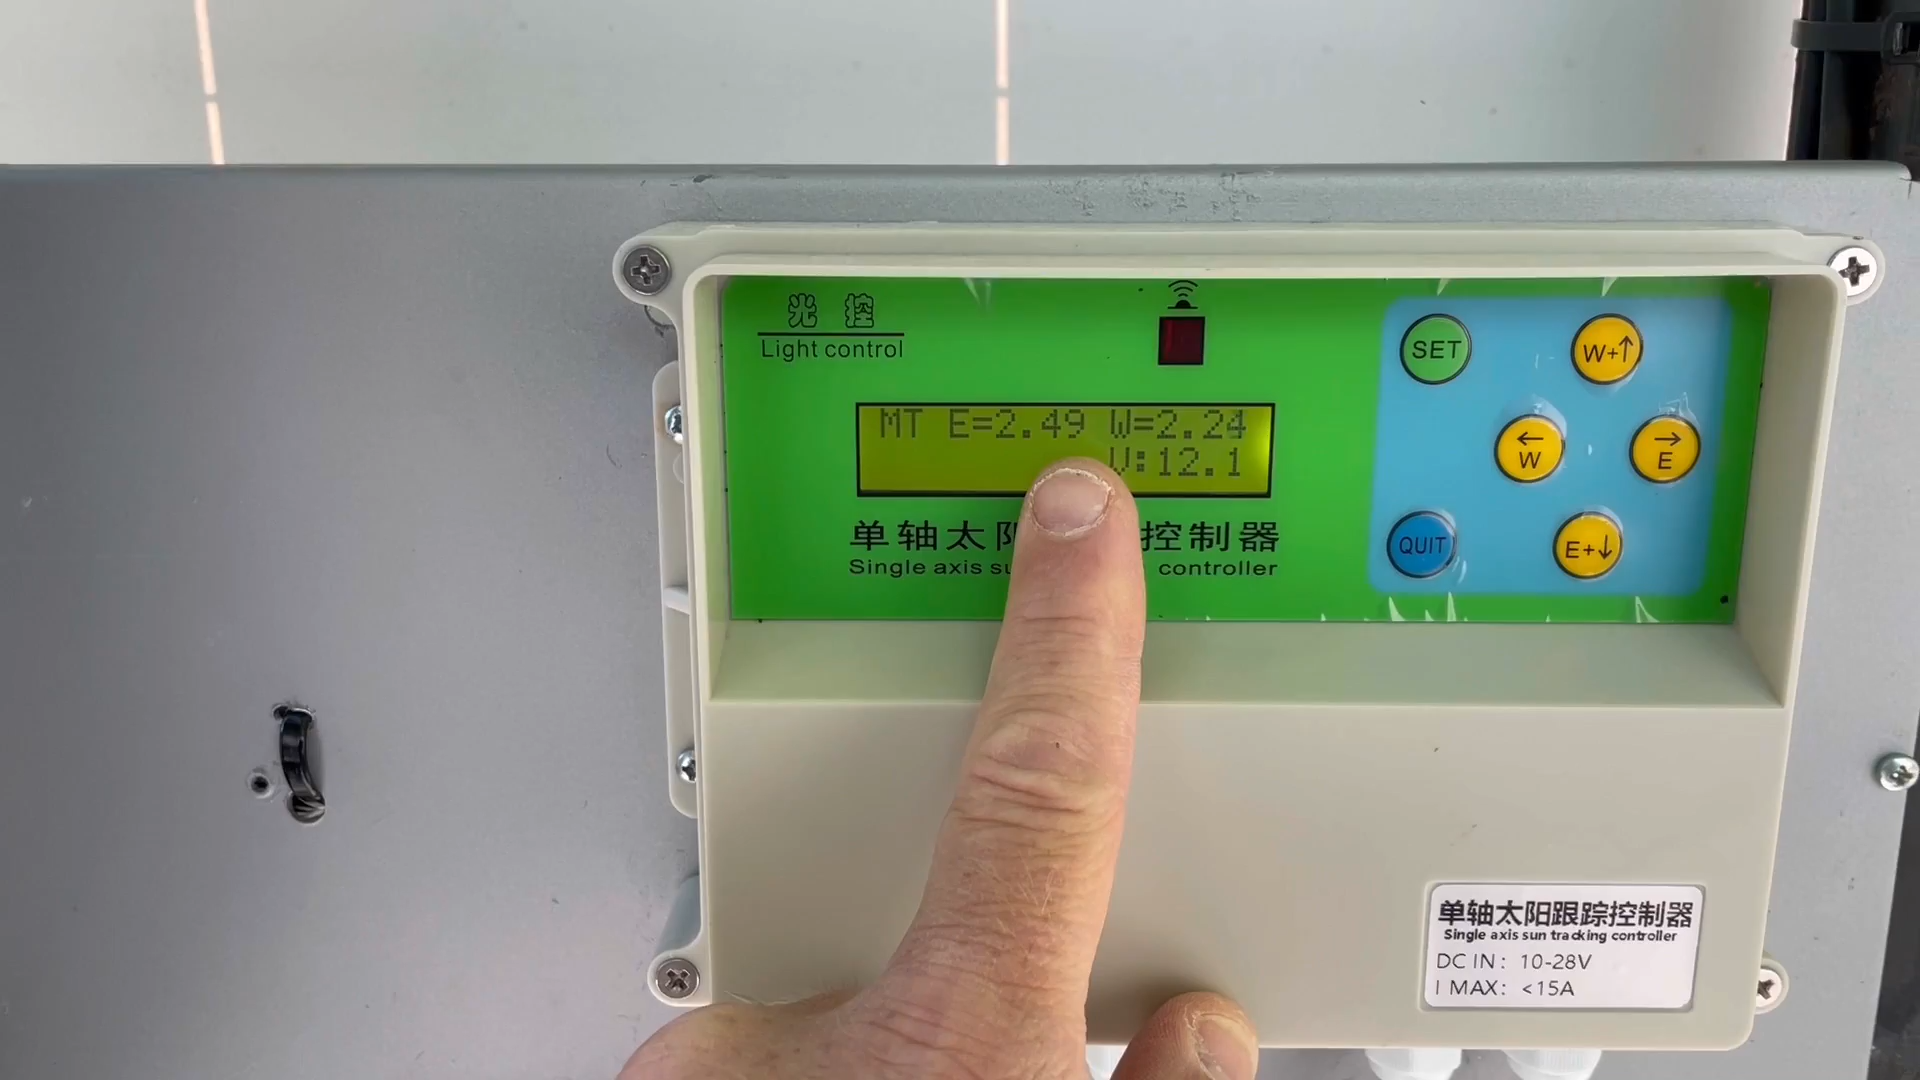 光控
Light control
MT E=2.49 W=2.24
V:12.1
单轴太 控制器
Single axis controller
SET
W+↑
←
W
→
E
QUIT
E+↓
单轴太阳跟踪控制器
Single axis sun tracking controller
DC IN: 10-28V
I MAX: <15A